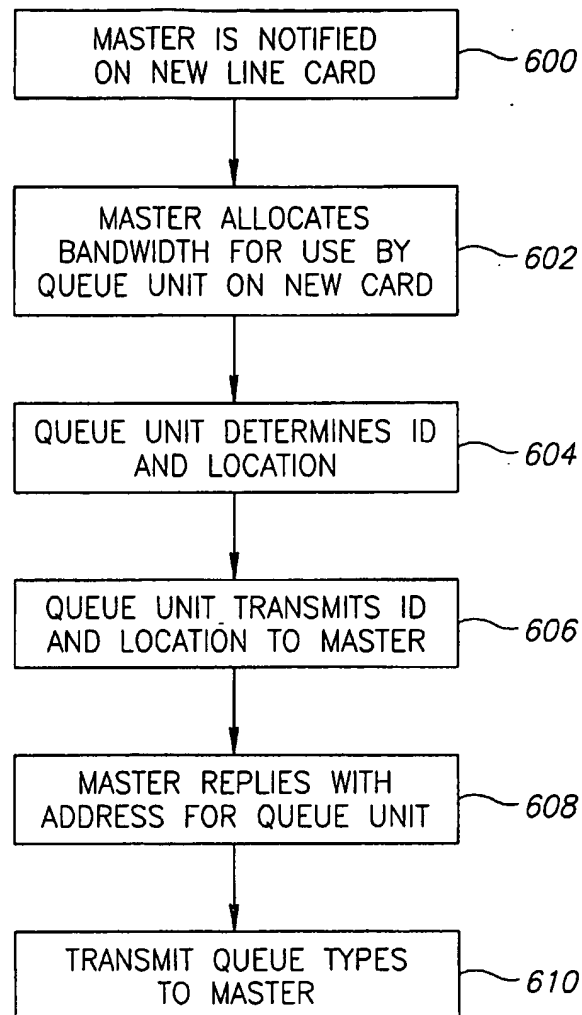 MASTER IS NOTIFIED
ON NEW LINE CARD
600
MASTER ALLOCATES
BANDWIDTH FOR USE BY
QUEUE UNIT ON NEW CARD
602
QUEUE UNIT DETERMINES ID
AND LOCATION
604
QUEUE UNIT TRANSMITS ID
AND LOCATION TO MASTER
606
MASTER REPLIES WITH
ADDRESS FOR QUEUE UNIT
608
TRANSMIT QUEUE TYPES
TO MASTER
610